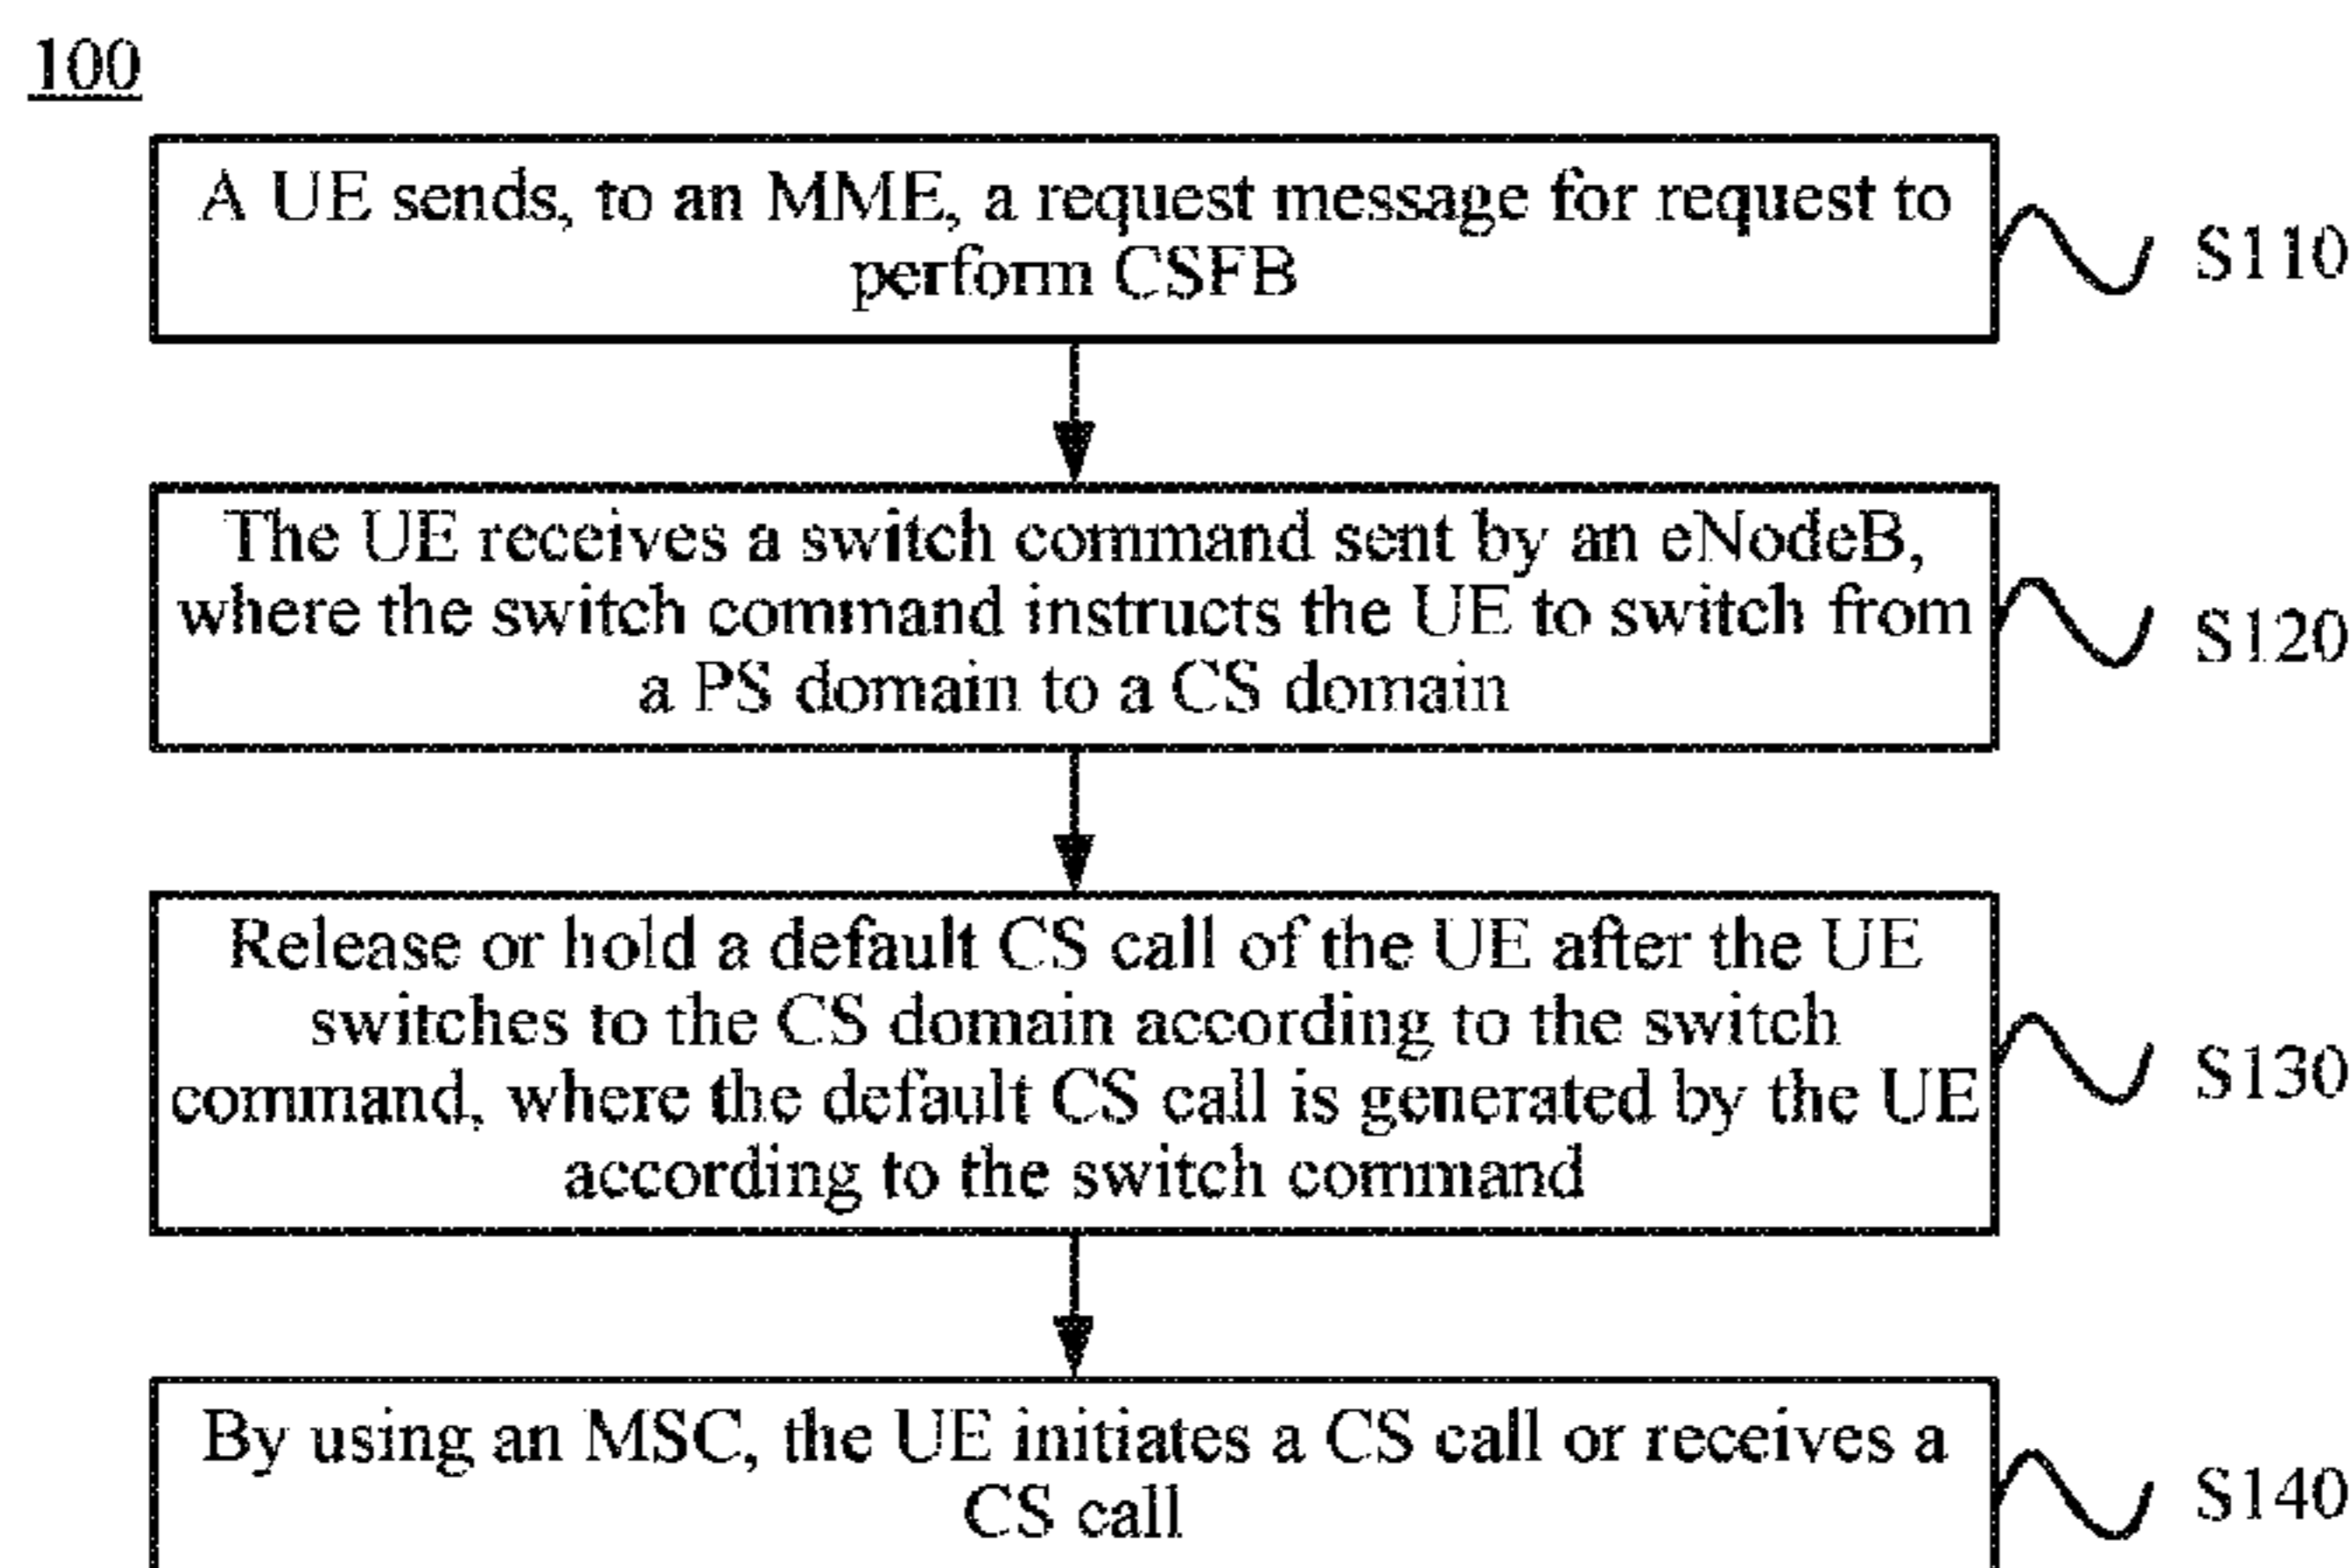 100
A UE sends, to an MME, a request message for request to
perform CSFB
S110
The UE receives a switch command sent by an eNodeB,
where the switch command instructs the UE to switch from
a PS domain to a CS domain
S120
Release or hold a default CS call of the UE after the UE
switches to the CS domain according to the switch
command, where the default CS call is generated by the UE
according to the switch command
S130
By using an MSC, the UE initiates a CS call or receives a
CS call
S140